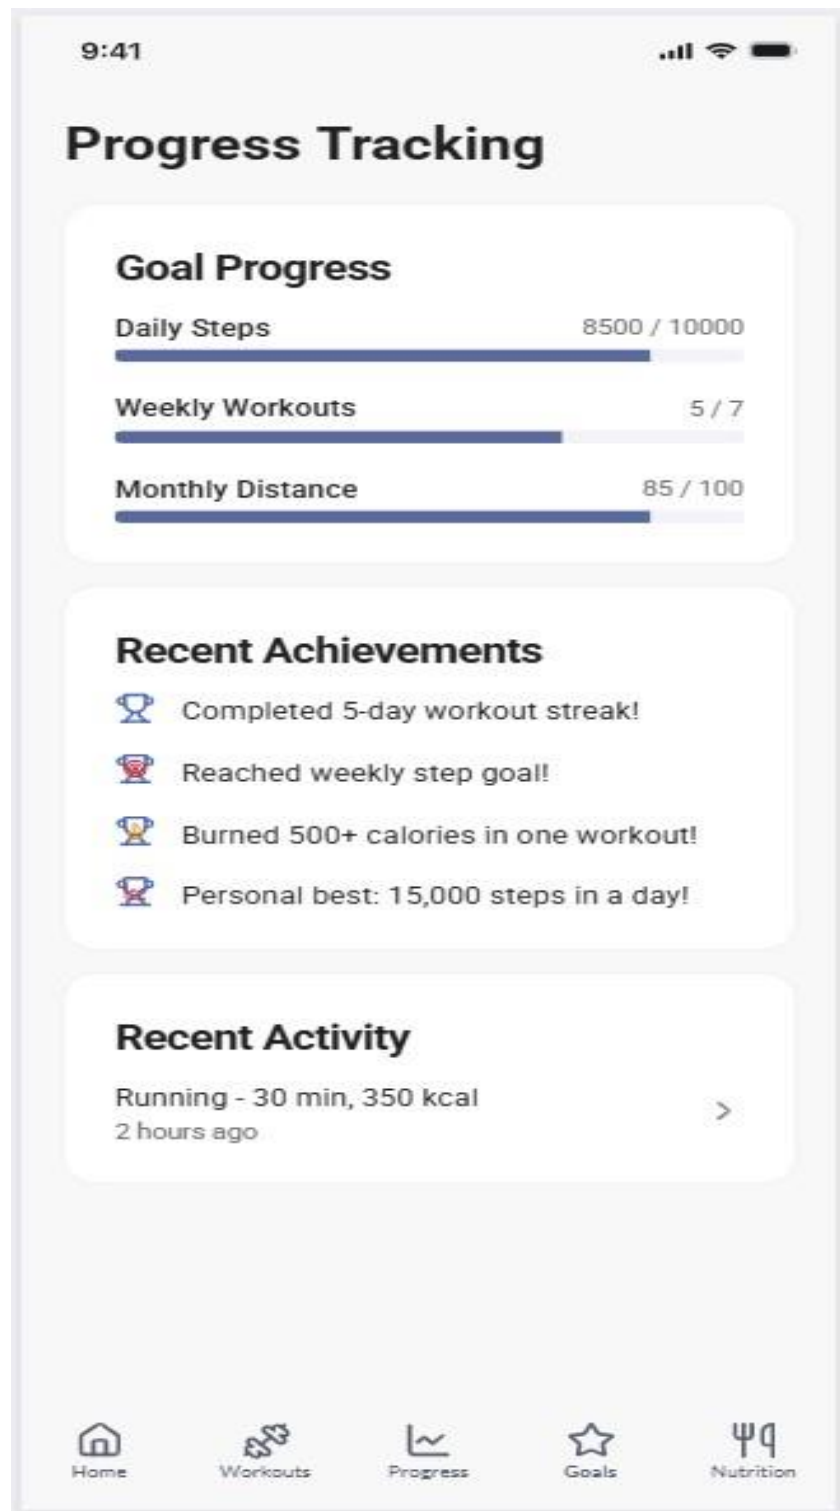 9:41
Progress Tracking
Goal Progress
Daily Steps 8500 / 10000
Weekly Workouts 5 / 7
Monthly Distance 85 / 100
Recent Achievements
Completed 5-day workout streak!
Reached weekly step goal!
Burned 500+ calories in one workout!
Personal best: 15,000 steps in a day!
Recent Activity
Running - 30 min, 350 kcal
2 hours ago
Home Workouts Progress Goals Nutrition